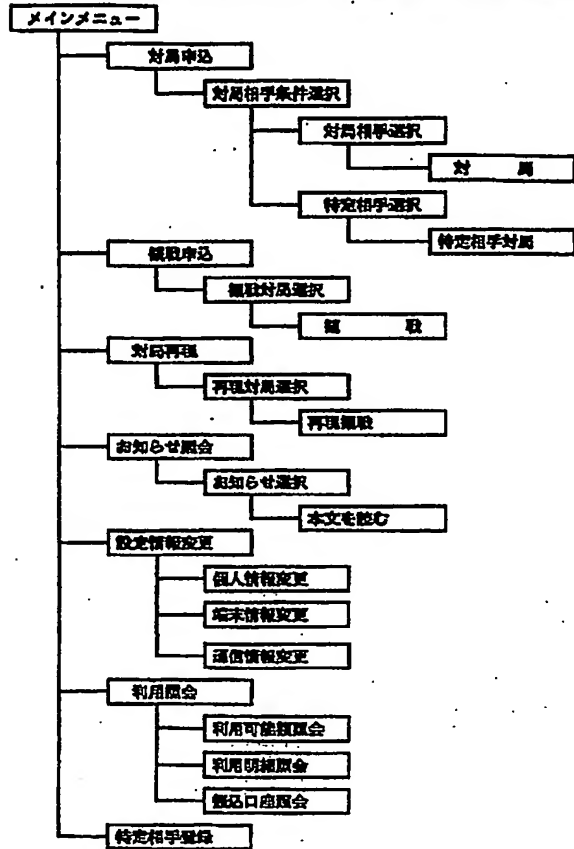 メインメニュー
対局申込
対局相手条件選択
対局相手選択
対 局
特定相手選択
特定相手対局
観戦申込
観戦対局選択
観 戦
対局再現
再現対局選択
再現観戦
お知らせ照会
お知らせ選択
本文を読む
設定情報変更
個人情報変更
端末情報変更
通信情報変更
利用照会
利用可能額照会
利用明細照会
振込口座照会
特定相手登録